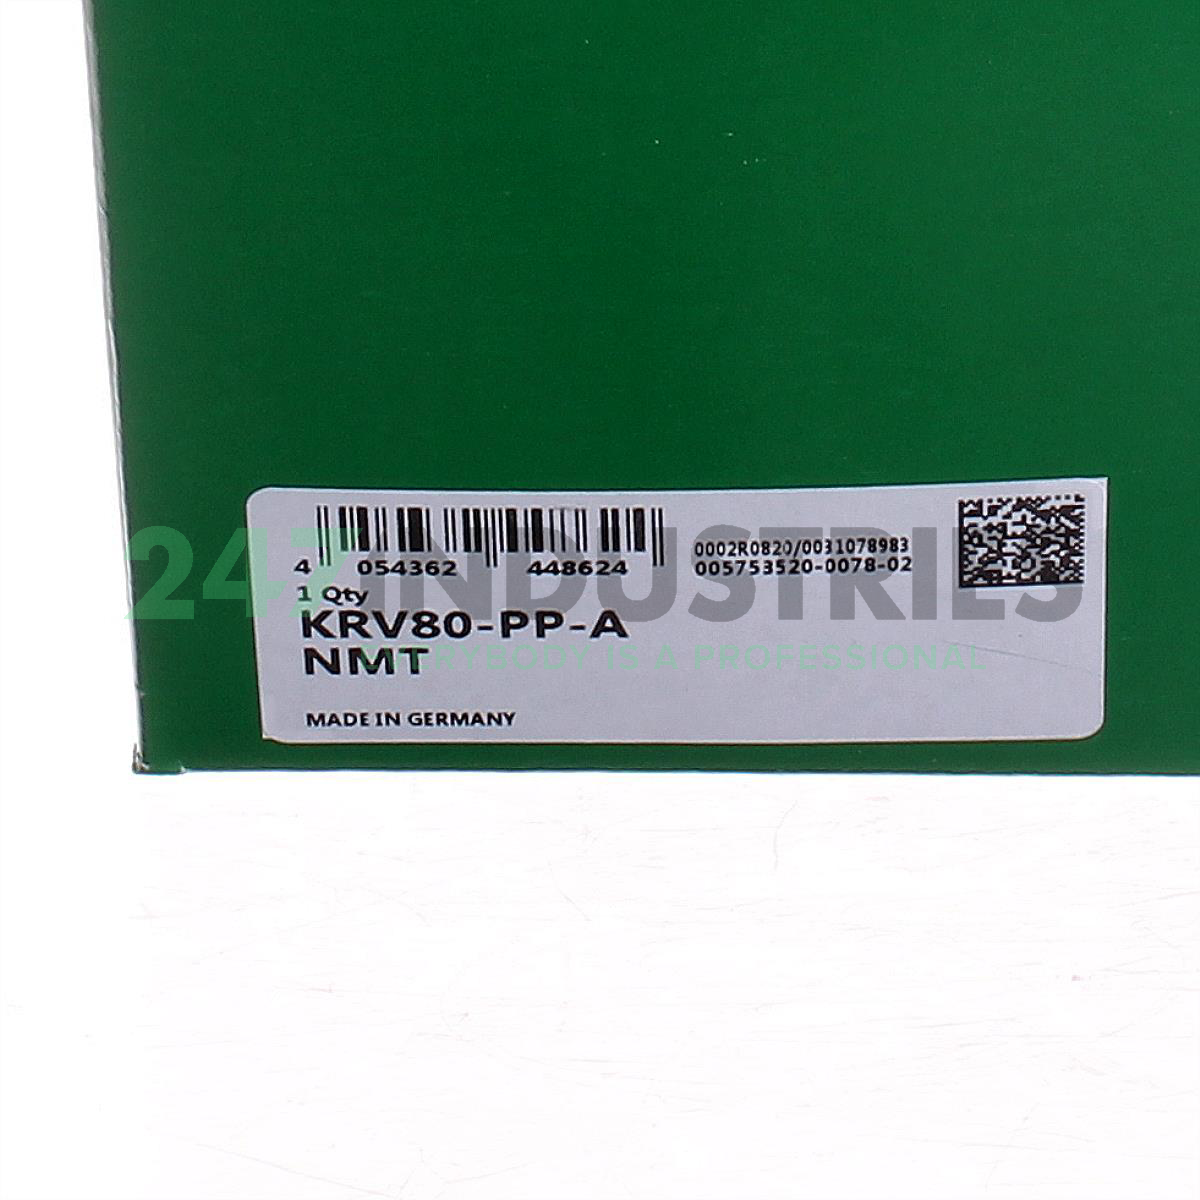 4 054362 448624
0002R0820/0031078983
005753520-0078-02
1 Qty
KRV80-PP-A
NMT
MADE IN GERMANY
247 INDUSTRIES
EVERYBODY IS A PROFESSIONAL